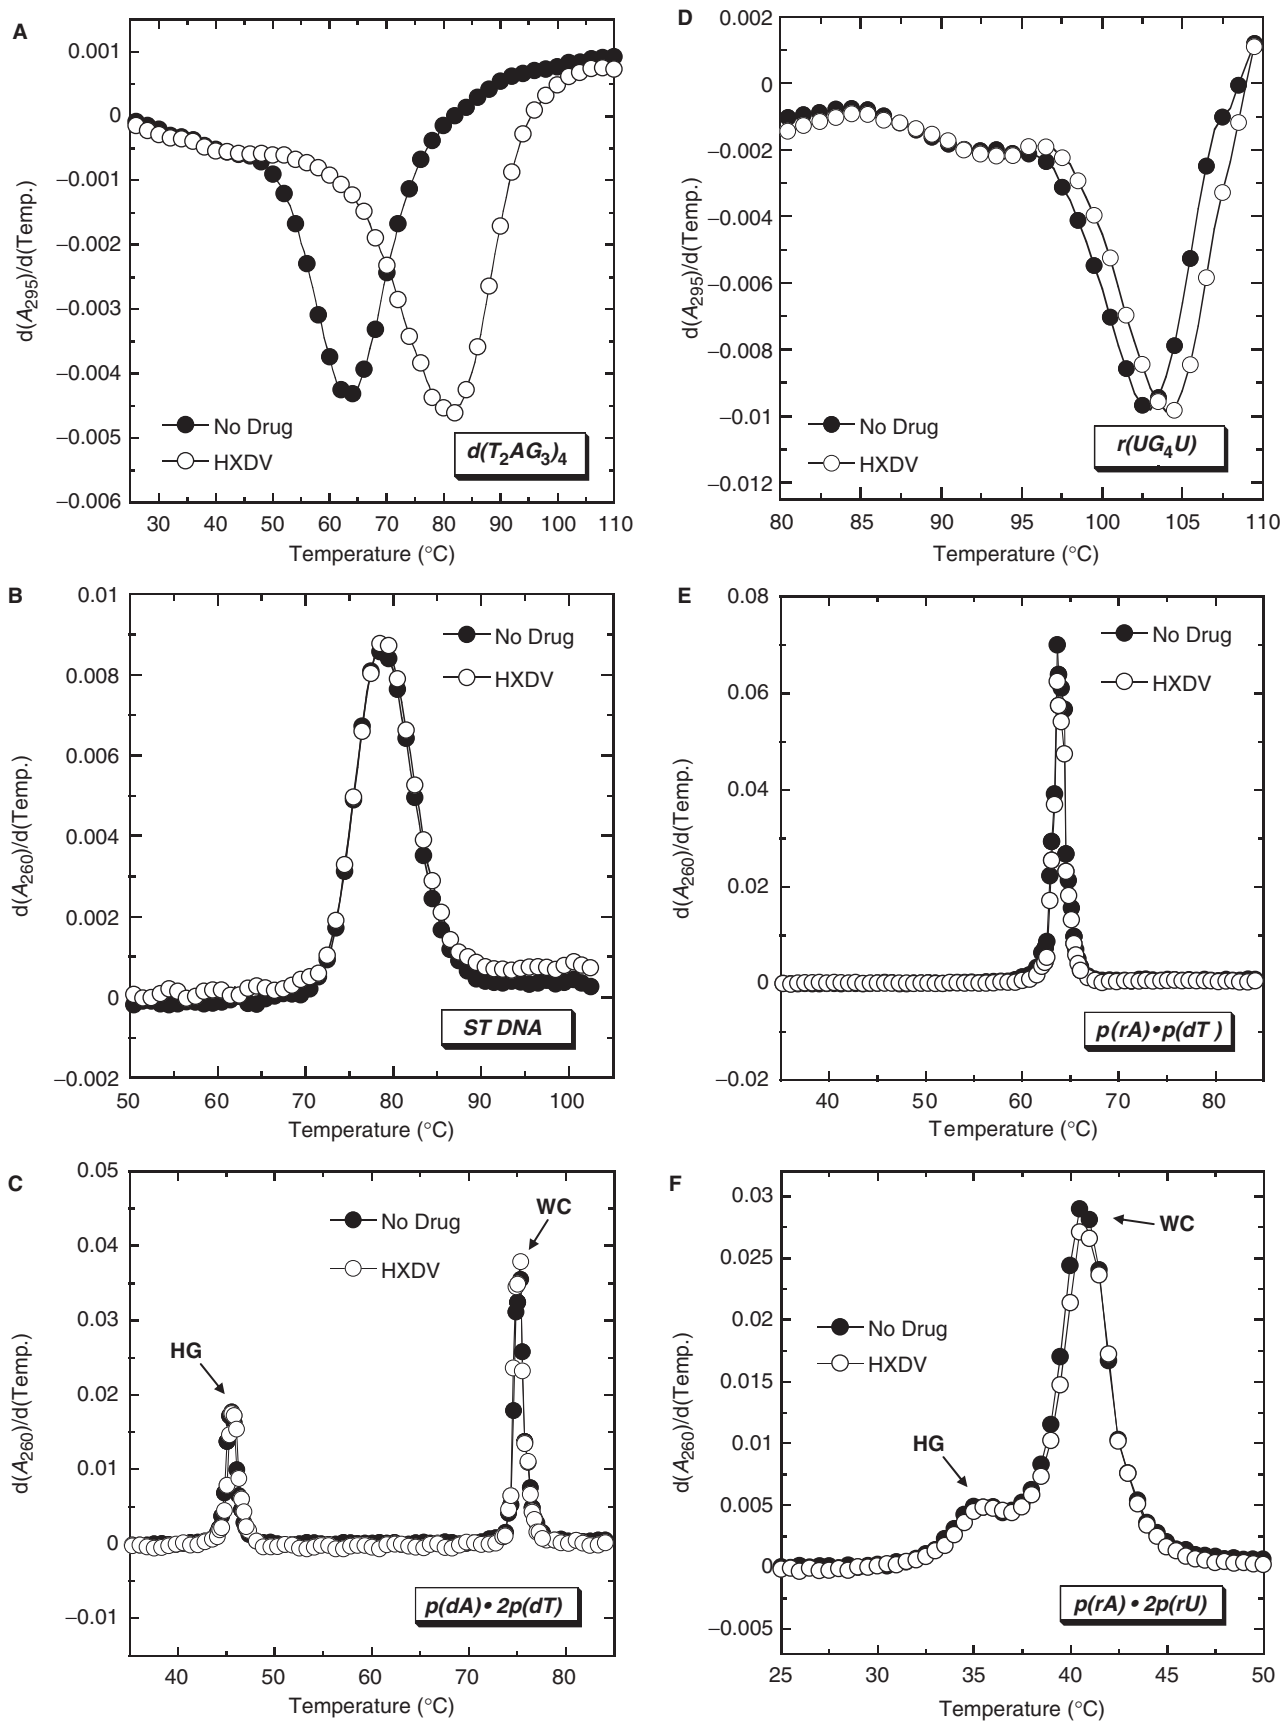 A
0.001
0
−0.001
−0.002
−0.003
−0.004
−0.005
−0.006
d(A295)/d(Temp.)
No Drug
HXDV
d(T2AG3)4
30 40 50 60 70 80 90 100 110
Temperature (°C)
B
0.01
0.008
0.006
0.004
0.002
0
−0.002
d(A260)/d(Temp.)
No Drug
HXDV
ST DNA
50 60 70 80 90 100
Temperature (°C)
C
0.05
0.04
0.03
0.02
0.01
0
−0.01
d(A260)/d(Temp.)
No Drug
HXDV
WC
HG
p(dA)•2p(dT)
40 50 60 70 80
Temperature (°C)
D
0.002
0
−0.002
−0.004
−0.006
−0.008
−0.01
−0.012
d(A295)/d(Temp.)
No Drug
HXDV
r(UG4U)
80 85 90 95 100 105 110
Temperature (°C)
E
0.08
0.06
0.04
0.02
0
−0.02
d(A260)/d(Temp.)
No Drug
HXDV
p(rA)•p(dT )
40 50 60 70 80
Temperature (°C)
F
0.03
0.025
0.02
0.015
0.01
0.005
0
−0.005
d(A260)/d(Temp.)
WC
No Drug
HXDV
HG
p(rA)•2p(rU)
25 30 35 40 45 50
Temperature (°C)